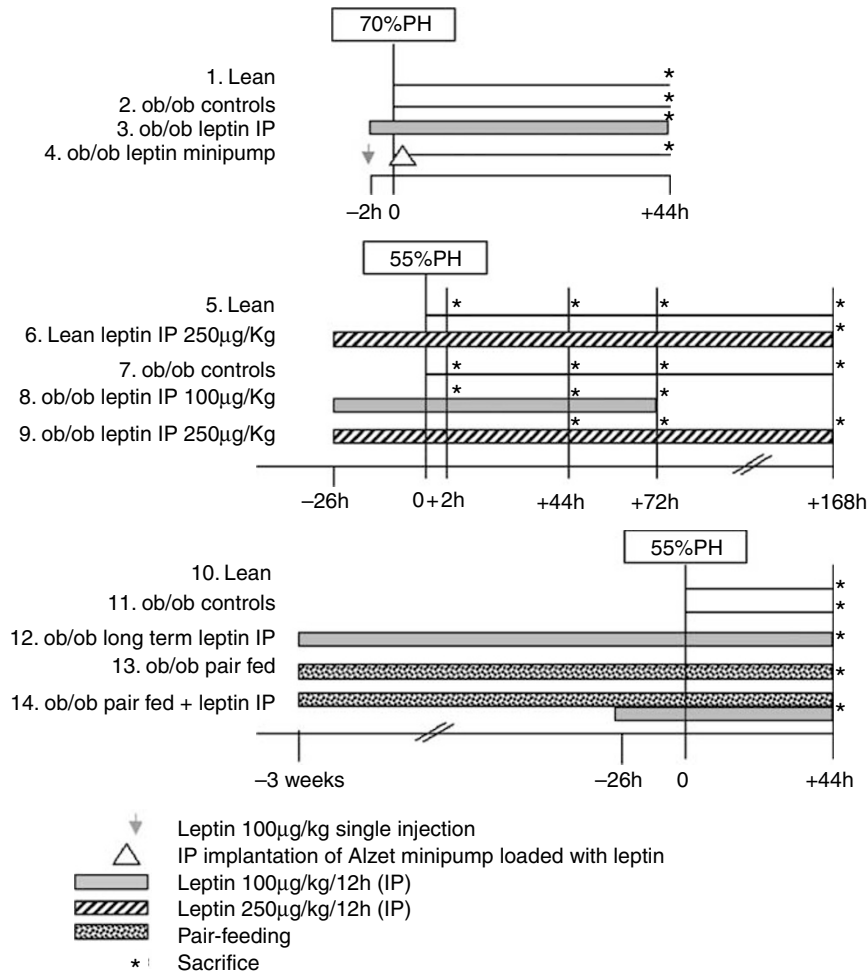 70%PH
1. Lean
2. ob/ob controls
3. ob/ob leptin IP
4. ob/ob leptin minipump
* * * *
−2h 0 +44h
55%PH
5. Lean * * * *
6. Lean leptin IP 250µg/Kg *
7. ob/ob controls * * * *
8. ob/ob leptin IP 100µg/Kg * * *
9. ob/ob leptin IP 250µg/Kg * * *
−26h 0 +2h +44h +72h +168h
55%PH
10. Lean *
11. ob/ob controls *
12. ob/ob long term leptin IP *
13. ob/ob pair fed *
14. ob/ob pair fed + leptin IP *
−3 weeks −26h 0 +44h
Leptin 100µg/kg single injection
IP implantation of Alzet minipump loaded with leptin
Leptin 100µg/kg/12h (IP)
Leptin 250µg/kg/12h (IP)
Pair-feeding
* Sacrifice